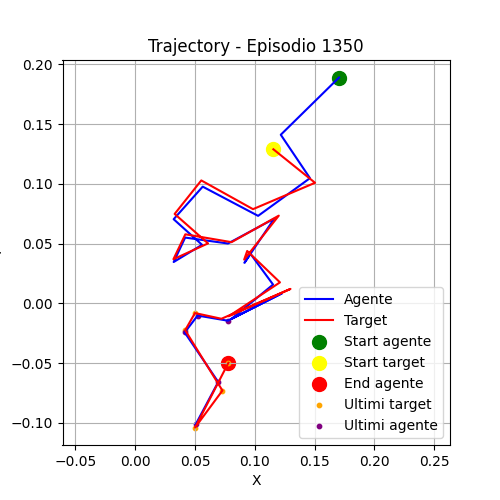 Trajectory - Episodio 1350
0.20
0.15
0.10
0.05
0.00
−0.05
−0.10
Agente
Target
Start agente
Start target
End agente
Ultimi target
Ultimi agente
−0.05 0.00 0.05 0.10 0.15 0.20 0.25
X